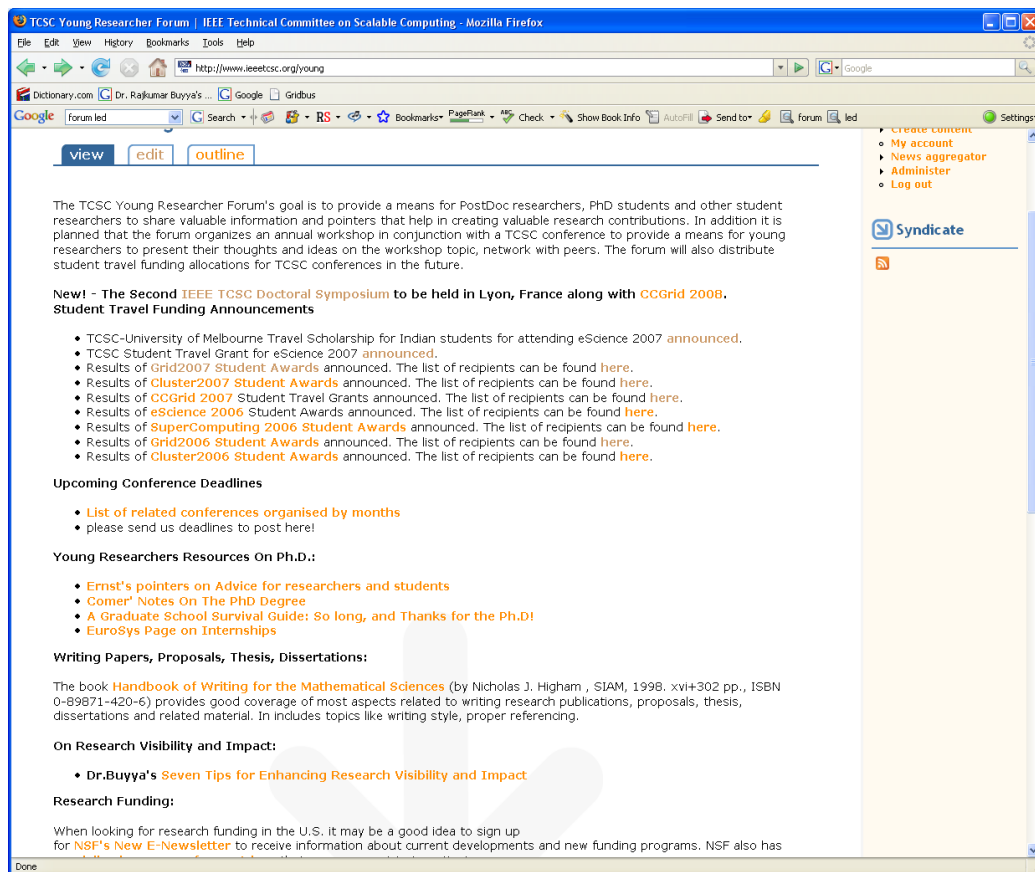 TCSC Young Researcher Forum | IEEE Technical Committee on Scalable Computing - Mozilla Firefox
File Edit View History Bookmarks Tools Help
http://www.ieeetcsc.org/young
Google
Dictionary.com Dr. Rajkumar Buyya's ... Google Gridbus
Google forum led Search RS Bookmarks PageRank ABC Check Show Book Info AutoFill Send to forum led Settings
view edit outline
Create content
My account
News aggregator
Administer
Log out
Syndicate
The TCSC Young Researcher Forum's goal is to provide a means for PostDoc researchers, PhD students and other student
researchers to share valuable information and pointers that help in creating valuable research contributions. In addition it is
planned that the forum organizes an annual workshop in conjunction with a TCSC conference to provide a means for young
researchers to present their thoughts and ideas on the workshop topic, network with peers. The forum will also distribute
student travel funding allocations for TCSC conferences in the future.
New! - The Second IEEE TCSC Doctoral Symposium to be held in Lyon, France along with CCGrid 2008.
Student Travel Funding Announcements
TCSC-University of Melbourne Travel Scholarship for Indian students for attending eScience 2007 announced.
TCSC Student Travel Grant for eScience 2007 announced.
Results of Grid2007 Student Awards announced. The list of recipients can be found here.
Results of Cluster2007 Student Awards announced. The list of recipients can be found here.
Results of CCGrid 2007 Student Travel Grants announced. The list of recipients can be found here.
Results of eScience 2006 Student Awards announced. The list of recipients can be found here.
Results of SuperComputing 2006 Student Awards announced. The list of recipients can be found here.
Results of Grid2006 Student Awards announced. The list of recipients can be found here.
Results of Cluster2006 Student Awards announced. The list of recipients can be found here.
Upcoming Conference Deadlines
List of related conferences organised by months
please send us deadlines to post here!
Young Researchers Resources On Ph.D.:
Ernst's pointers on Advice for researchers and students
Comer' Notes On The PhD Degree
A Graduate School Survival Guide: So long, and Thanks for the Ph.D!
EuroSys Page on Internships
Writing Papers, Proposals, Thesis, Dissertations:
The book Handbook of Writing for the Mathematical Sciences (by Nicholas J. Higham , SIAM, 1998. xvi+302 pp., ISBN
0-89871-420-6) provides good coverage of most aspects related to writing research publications, proposals, thesis,
dissertations and related material. In includes topics like writing style, proper referencing.
On Research Visibility and Impact:
Dr.Buyya's Seven Tips for Enhancing Research Visibility and Impact
Research Funding:
When looking for research funding in the U.S. it may be a good idea to sign up
for NSF's New E-Newsletter to receive information about current developments and new funding programs. NSF also has
Done